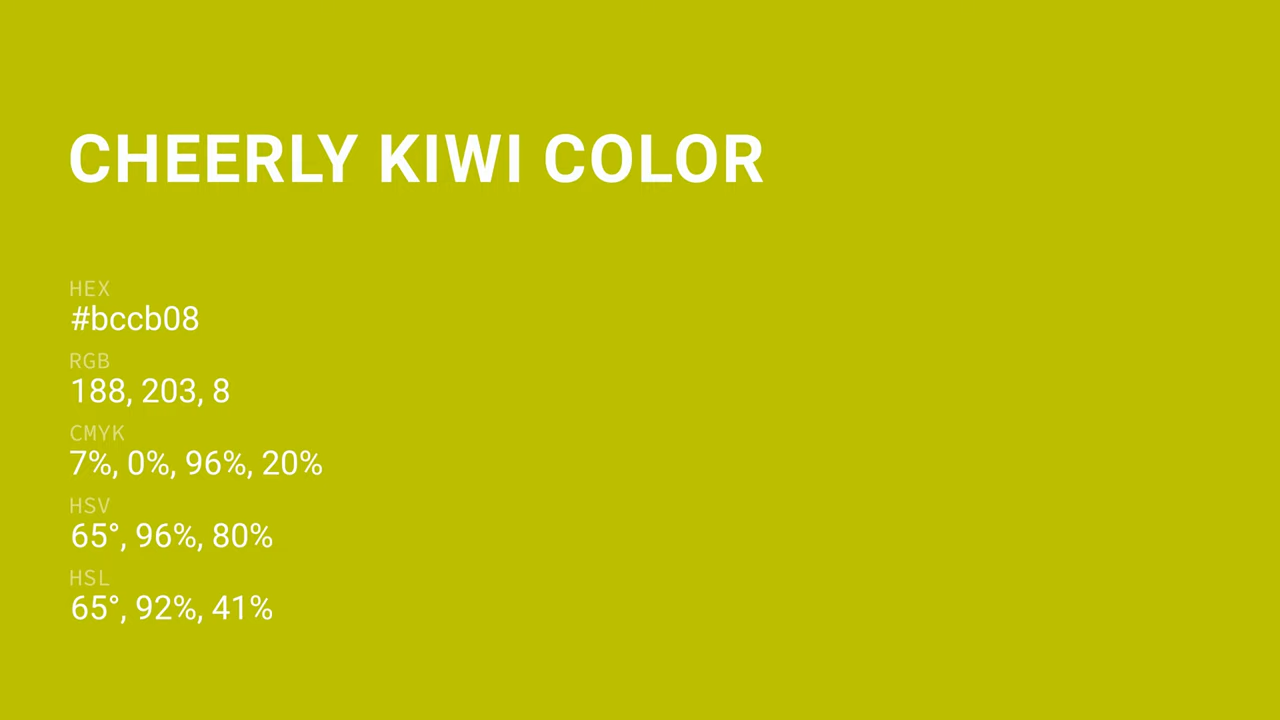 CHEERLY KIWI COLOR
HEX
#bccb08
RGB
188, 203, 8
CMYK
7%, 0%, 96%, 20%
HSV
65°, 96%, 80%
HSL
65°, 92%, 41%